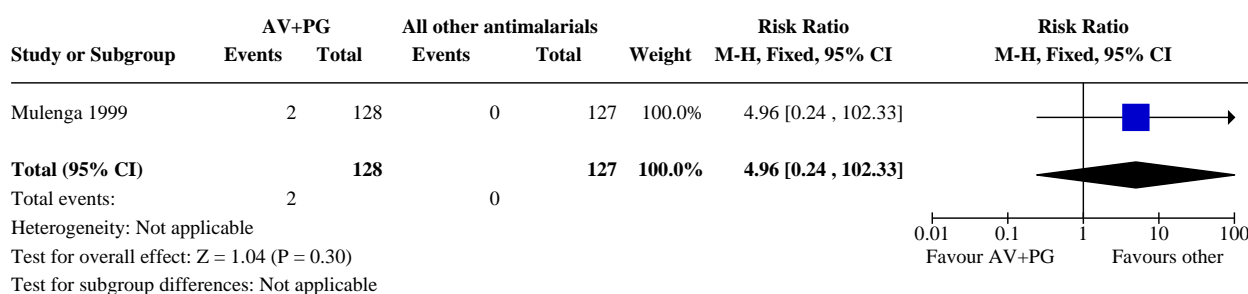 AV+PG All other antimalarials Risk Ratio Risk Ratio
Study or Subgroup Events Total Events Total Weight M-H, Fixed, 95% CI M-H, Fixed, 95% CI
Mulenga 1999 2 128 0 127 100.0% 4.96 [0.24 , 102.33]
Total (95% CI) 128 127 100.0% 4.96 [0.24 , 102.33]
Total events: 2 0
Heterogeneity: Not applicable
0.01 0.1 1 10 100
Test for overall effect: Z = 1.04 (P = 0.30)
Favour AV+PG Favours other
Test for subgroup differences: Not applicable